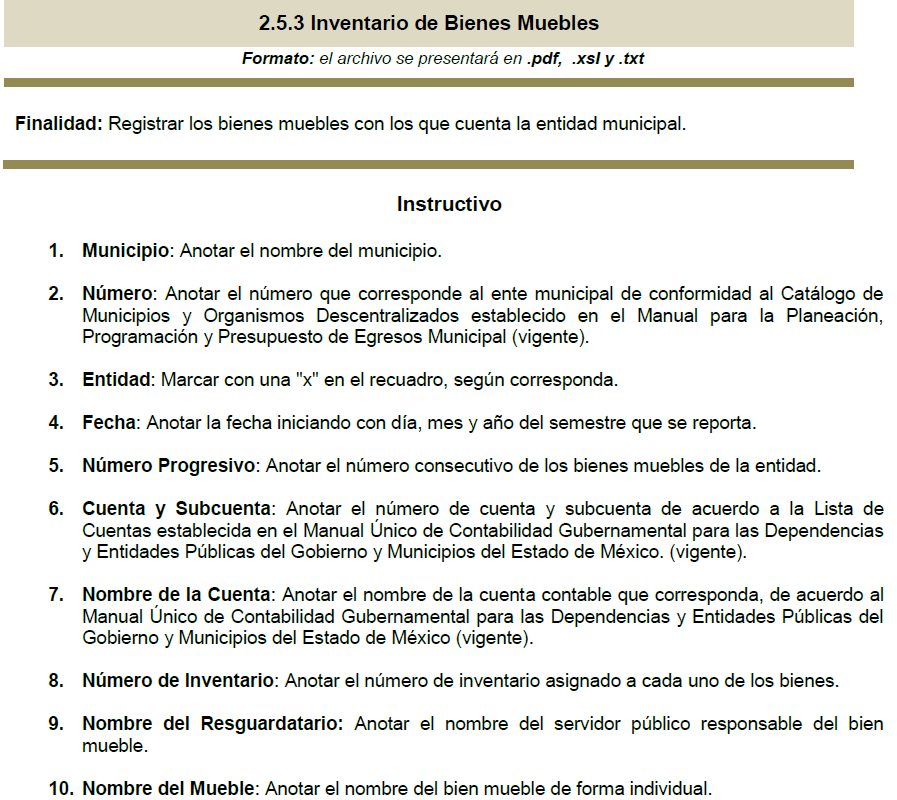 2.5.3 Inventario de Bienes Muebles
Formato: el archivo se presentará en .pdf, .xsl y .txt
Finalidad: Registrar los bienes muebles con los que cuenta la entidad municipal.
Instructivo
1. Municipio: Anotar el nombre del municipio.
2. Número: Anotar el número que corresponde al ente municipal de conformidad al Catálogo de
Municipios y Organismos Descentralizados establecido en el Manual para la Planeación,
Programación y Presupuesto de Egresos Municipal (vigente).
3. Entidad: Marcar con una "x" en el recuadro, según corresponda.
4. Fecha: Anotar la fecha iniciando con día, mes y año del semestre que se reporta.
5. Número Progresivo: Anotar el número consecutivo de los bienes muebles de la entidad.
6. Cuenta y Subcuenta: Anotar el número de cuenta y subcuenta de acuerdo a la Lista de
Cuentas establecida en el Manual Único de Contabilidad Gubernamental para las Dependencias
y Entidades Públicas del Gobierno y Municipios del Estado de México. (vigente).
7. Nombre de la Cuenta: Anotar el nombre de la cuenta contable que corresponda, de acuerdo al
Manual Único de Contabilidad Gubernamental para las Dependencias y Entidades Públicas del
Gobierno y Municipios del Estado de México (vigente).
8. Número de Inventario: Anotar el número de inventario asignado a cada uno de los bienes.
9. Nombre del Resguardatario: Anotar el nombre del servidor público responsable del bien
mueble.
10. Nombre del Mueble: Anotar el nombre del bien mueble de forma individual.